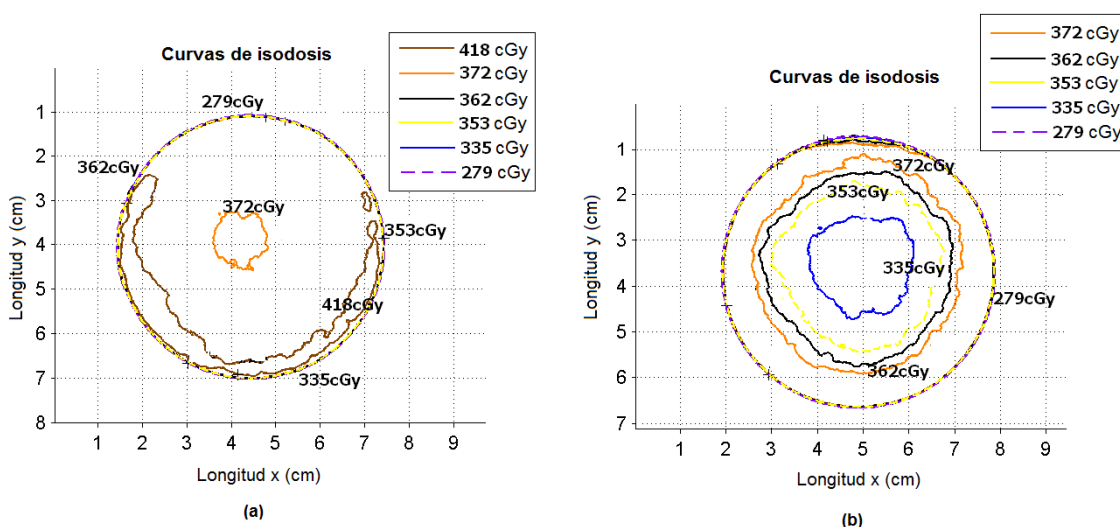 Curvas de isodosis
418 cGy
372 cGy
362 cGy
353 cGy
335 cGy
279 cGy
279cGy
362cGy
372cGy
353cGy
418cGy
335cGy
Longitud y (cm)
1
2
3
4
5
6
7
8
1 2 3 4 5 6 7 8 9
Longitud x (cm)
(a)
Curvas de isodosis
372 cGy
362 cGy
353 cGy
335 cGy
279 cGy
372cGy
353cGy
335cGy
279cGy
362cGy
Longitud y (cm)
1
2
3
4
5
6
7
1 2 3 4 5 6 7 8 9
Longitud x (cm)
(b)